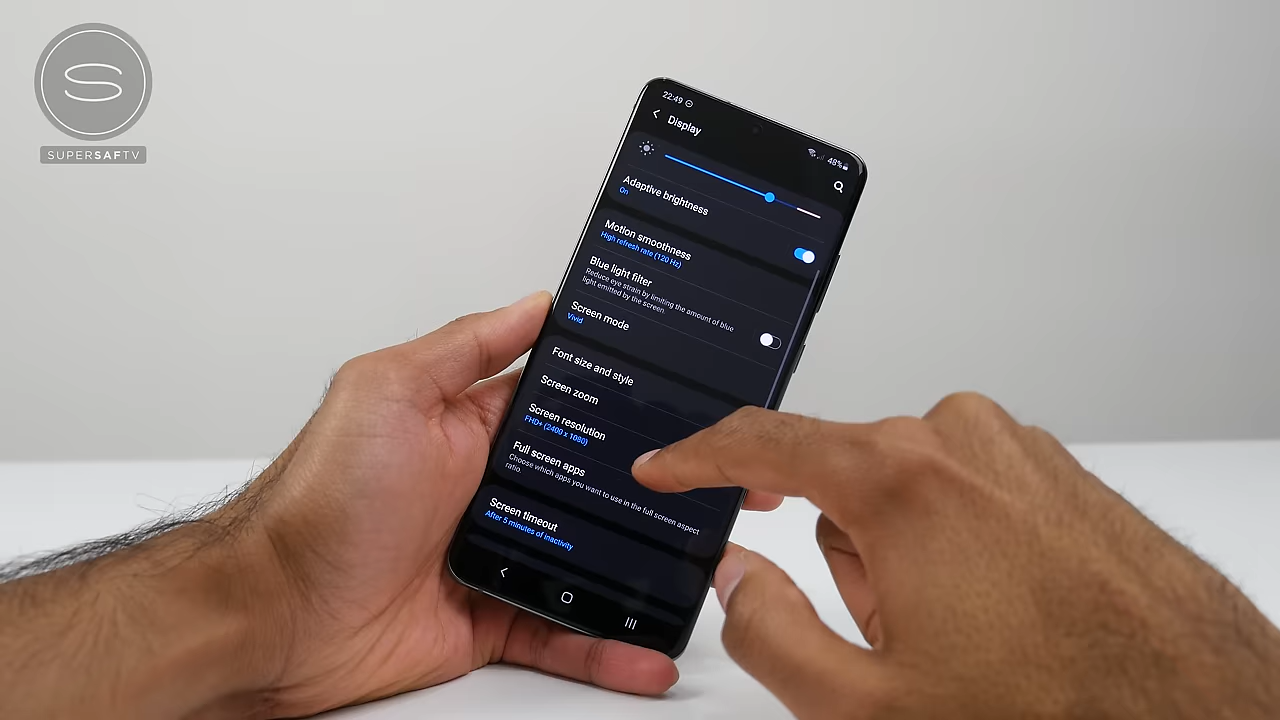 S
SUPERSAFTV
22:49
48%
Display
Adaptive brightness
On
Motion smoothness
High refresh rate (120 Hz)
Blue light filter
Reduce eye strain by limiting the amount of blue
light emitted by the screen.
Screen mode
Vivid
Font size and style
Screen zoom
Screen resolution
FHD+ (2400 x 1080)
Full screen apps
Choose which apps you want to use in the full screen aspect
ratio.
Screen timeout
After 5 minutes of inactivity